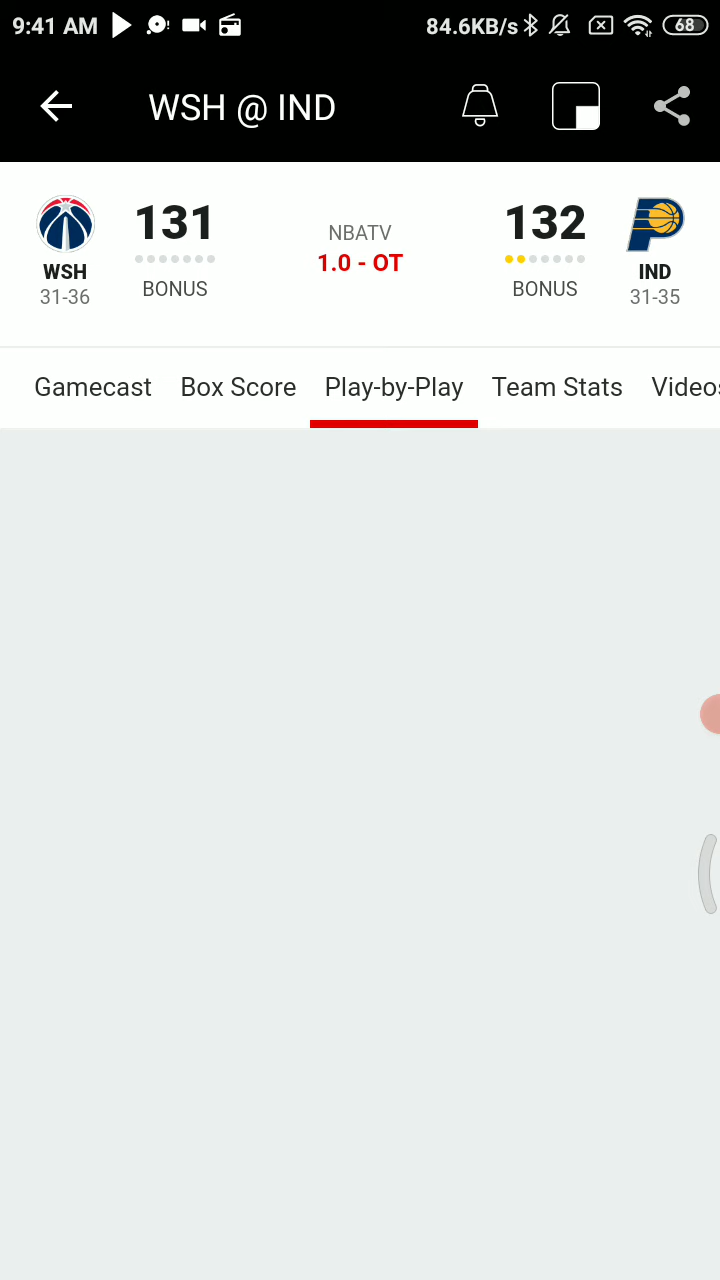 9:41 AM 84.6KB/s 68
WSH @ IND
131 132
NBATV
1.0 - OT
WSH BONUS BONUS IND
31-36 31-35
Gamecast Box Score Play-by-Play Team Stats Videos